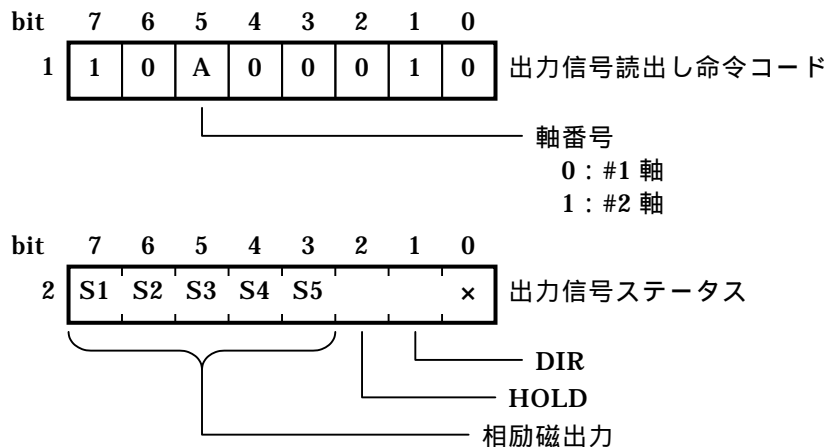 bit 7 6 5 4 3 2 1 0
1 1 0 A 0 0 0 1 0 出力信号読出し命令コード
軸番号
0：#1 軸
1：#2 軸
bit 7 6 5 4 3 2 1 0
2 S1 S2 S3 S4 S5 × 出力信号ステータス
DIR
HOLD
相励磁出力